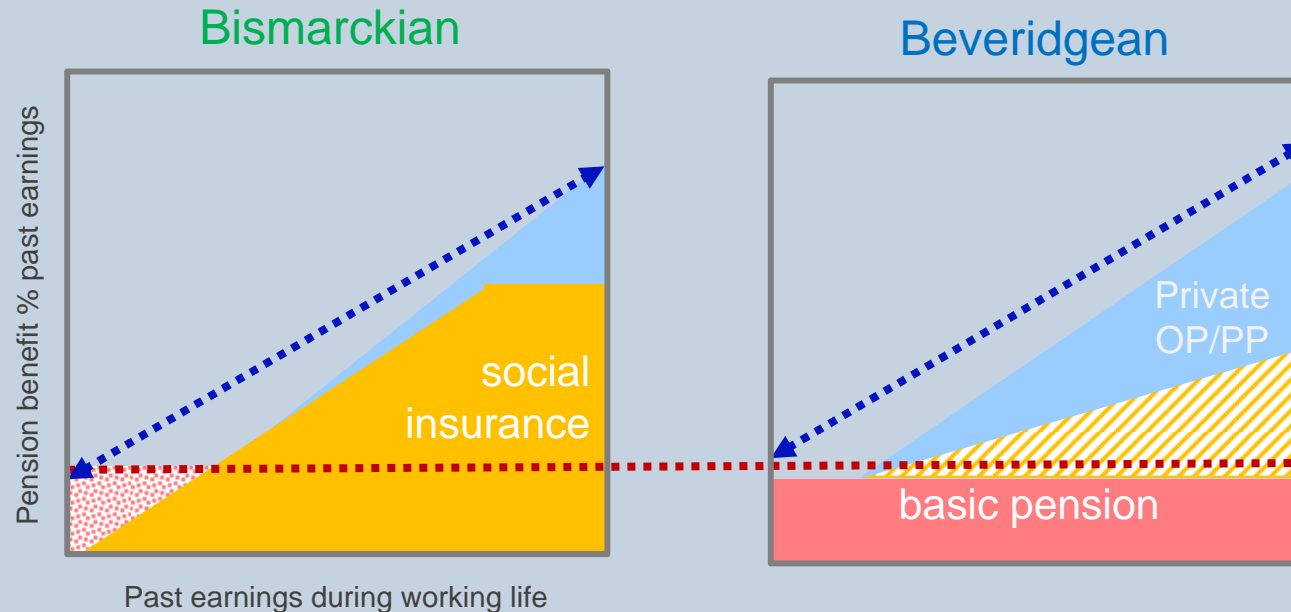 Bismarckian
Beveridgean
Pension benefit % past earnings
social
insurance
Private
OP/PP
basic pension
Past earnings during working life